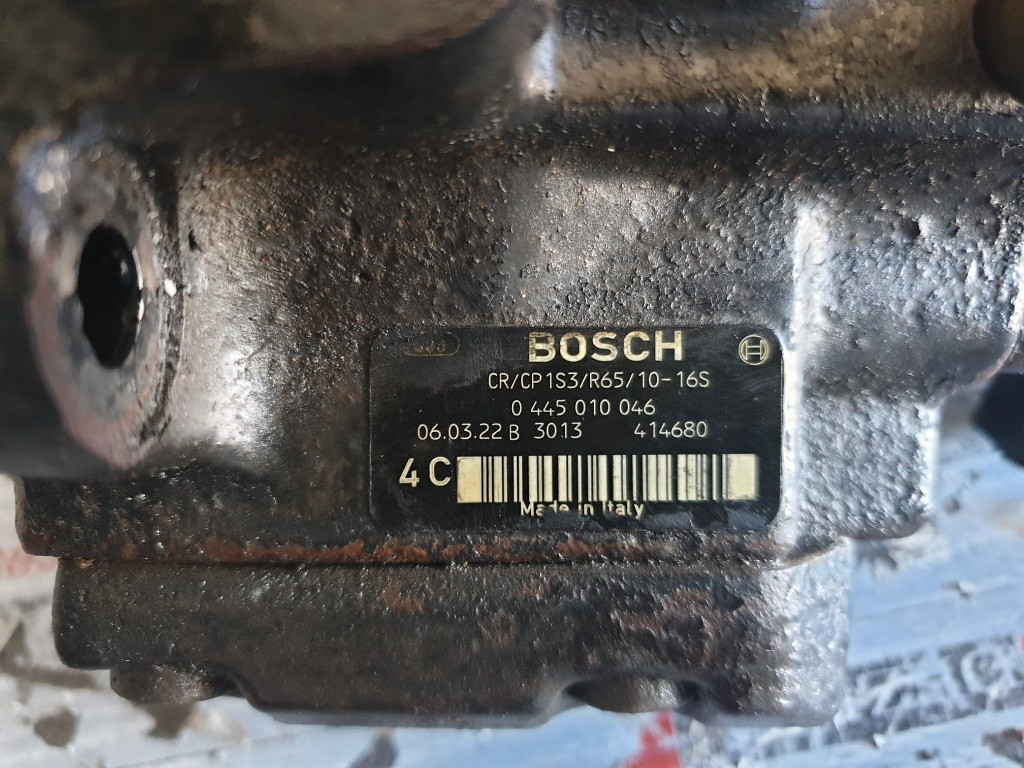 BOSCH
CR/CP1S3/R65/10-16S
0 445 010 046
06.03.22 B 3013 414680
4 C
Made in Italy